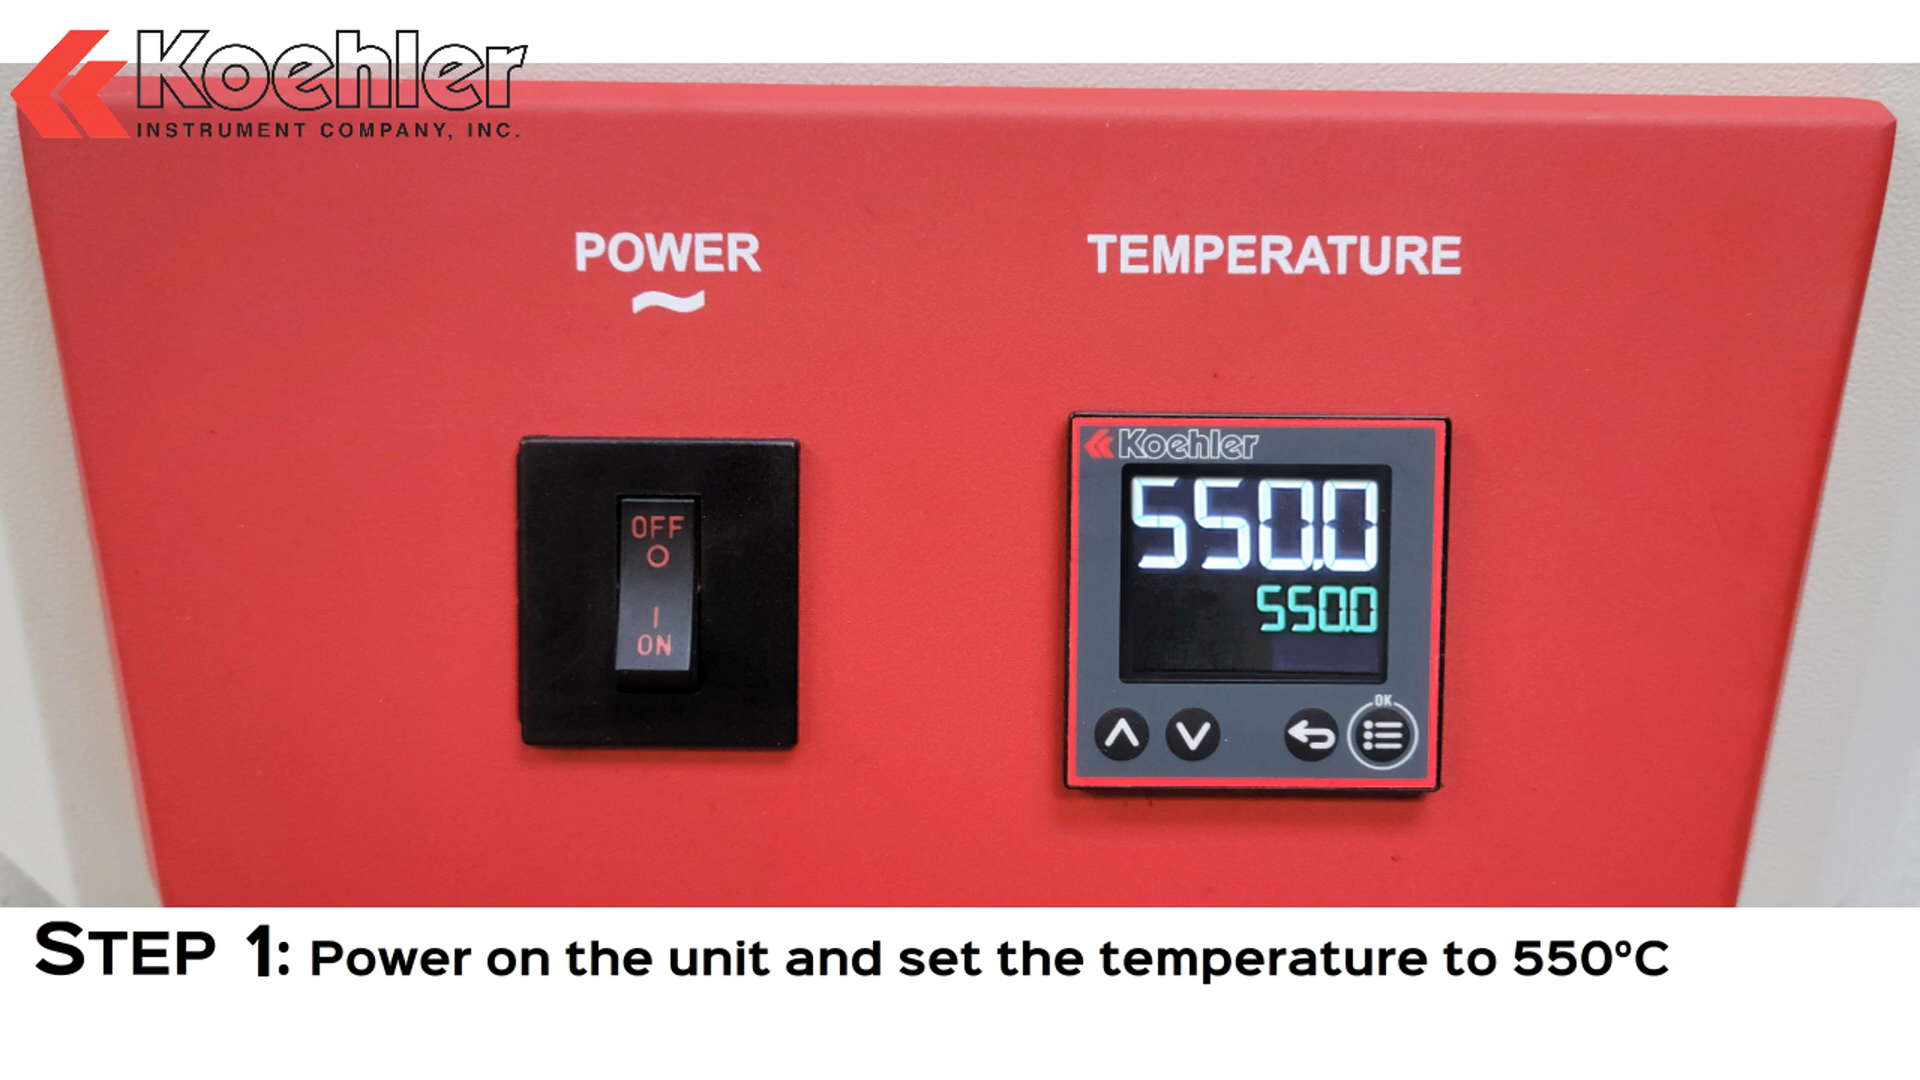 Koehler
INSTRUMENT COMPANY, INC.
POWER
TEMPERATURE
OFF
O
I
ON
Koehler
550.0
550.0
OK
STEP 1: Power on the unit and set the temperature to 550°C